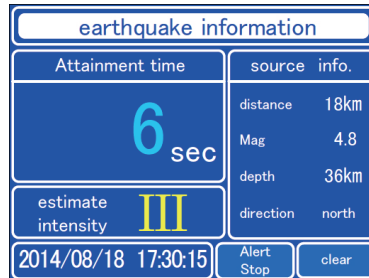 earthquake information
Attainment time
6 sec
estimate
intensity
III
source info.
distance 18km
Mag 4.8
depth 36km
direction north
2014/08/18 17:30:15
Alert
Stop
clear